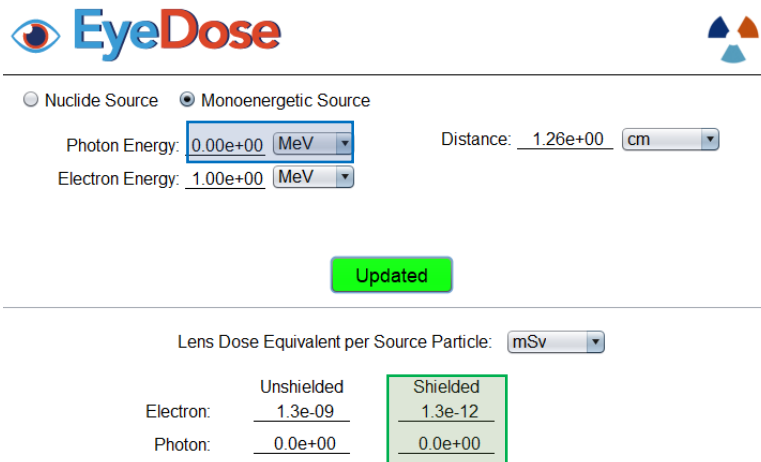 EyeDose
Nuclide Source Monoenergetic Source
Photon Energy: 0.00e+00 MeV Distance: 1.26e+00 cm
Electron Energy: 1.00e+00 MeV
Updated
Lens Dose Equivalent per Source Particle: mSv
Unshielded Shielded
Electron: 1.3e-09 1.3e-12
Photon: 0.0e+00 0.0e+00